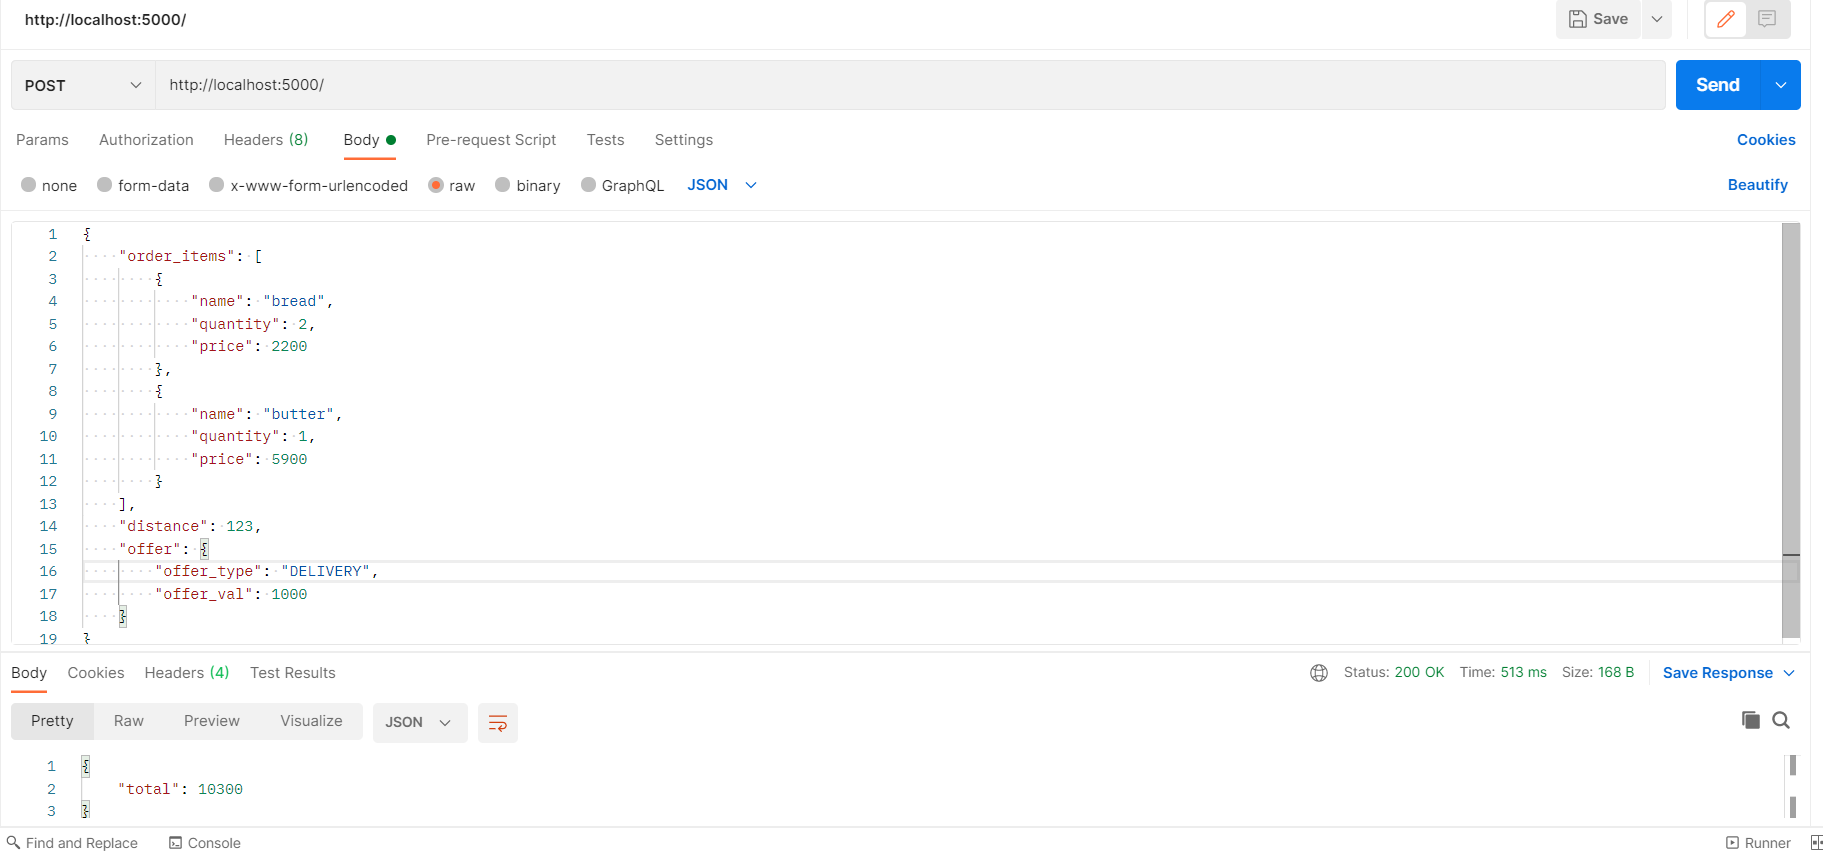 http://localhost:5000/
Save
POST
http://localhost:5000/
Send
Params Authorization Headers (8) Body Pre-request Script Tests Settings Cookies
none form-data x-www-form-urlencoded raw binary GraphQL JSON Beautify
1 {
2 "order_items": [
3 {
4 "name": "bread",
5 "quantity": 2,
6 "price": 2200
7 },
8 {
9 "name": "butter",
10 "quantity": 1,
11 "price": 5900
12 }
13 ],
14 "distance": 123,
15 "offer": {
16 "offer_type": "DELIVERY",
17 "offer_val": 1000
18 }
19 }
Body Cookies Headers (4) Test Results Status: 200 OK Time: 513 ms Size: 168 B Save Response
Pretty Raw Preview Visualize JSON
1 {
2 "total": 10300
3 }
Find and Replace Console Runner